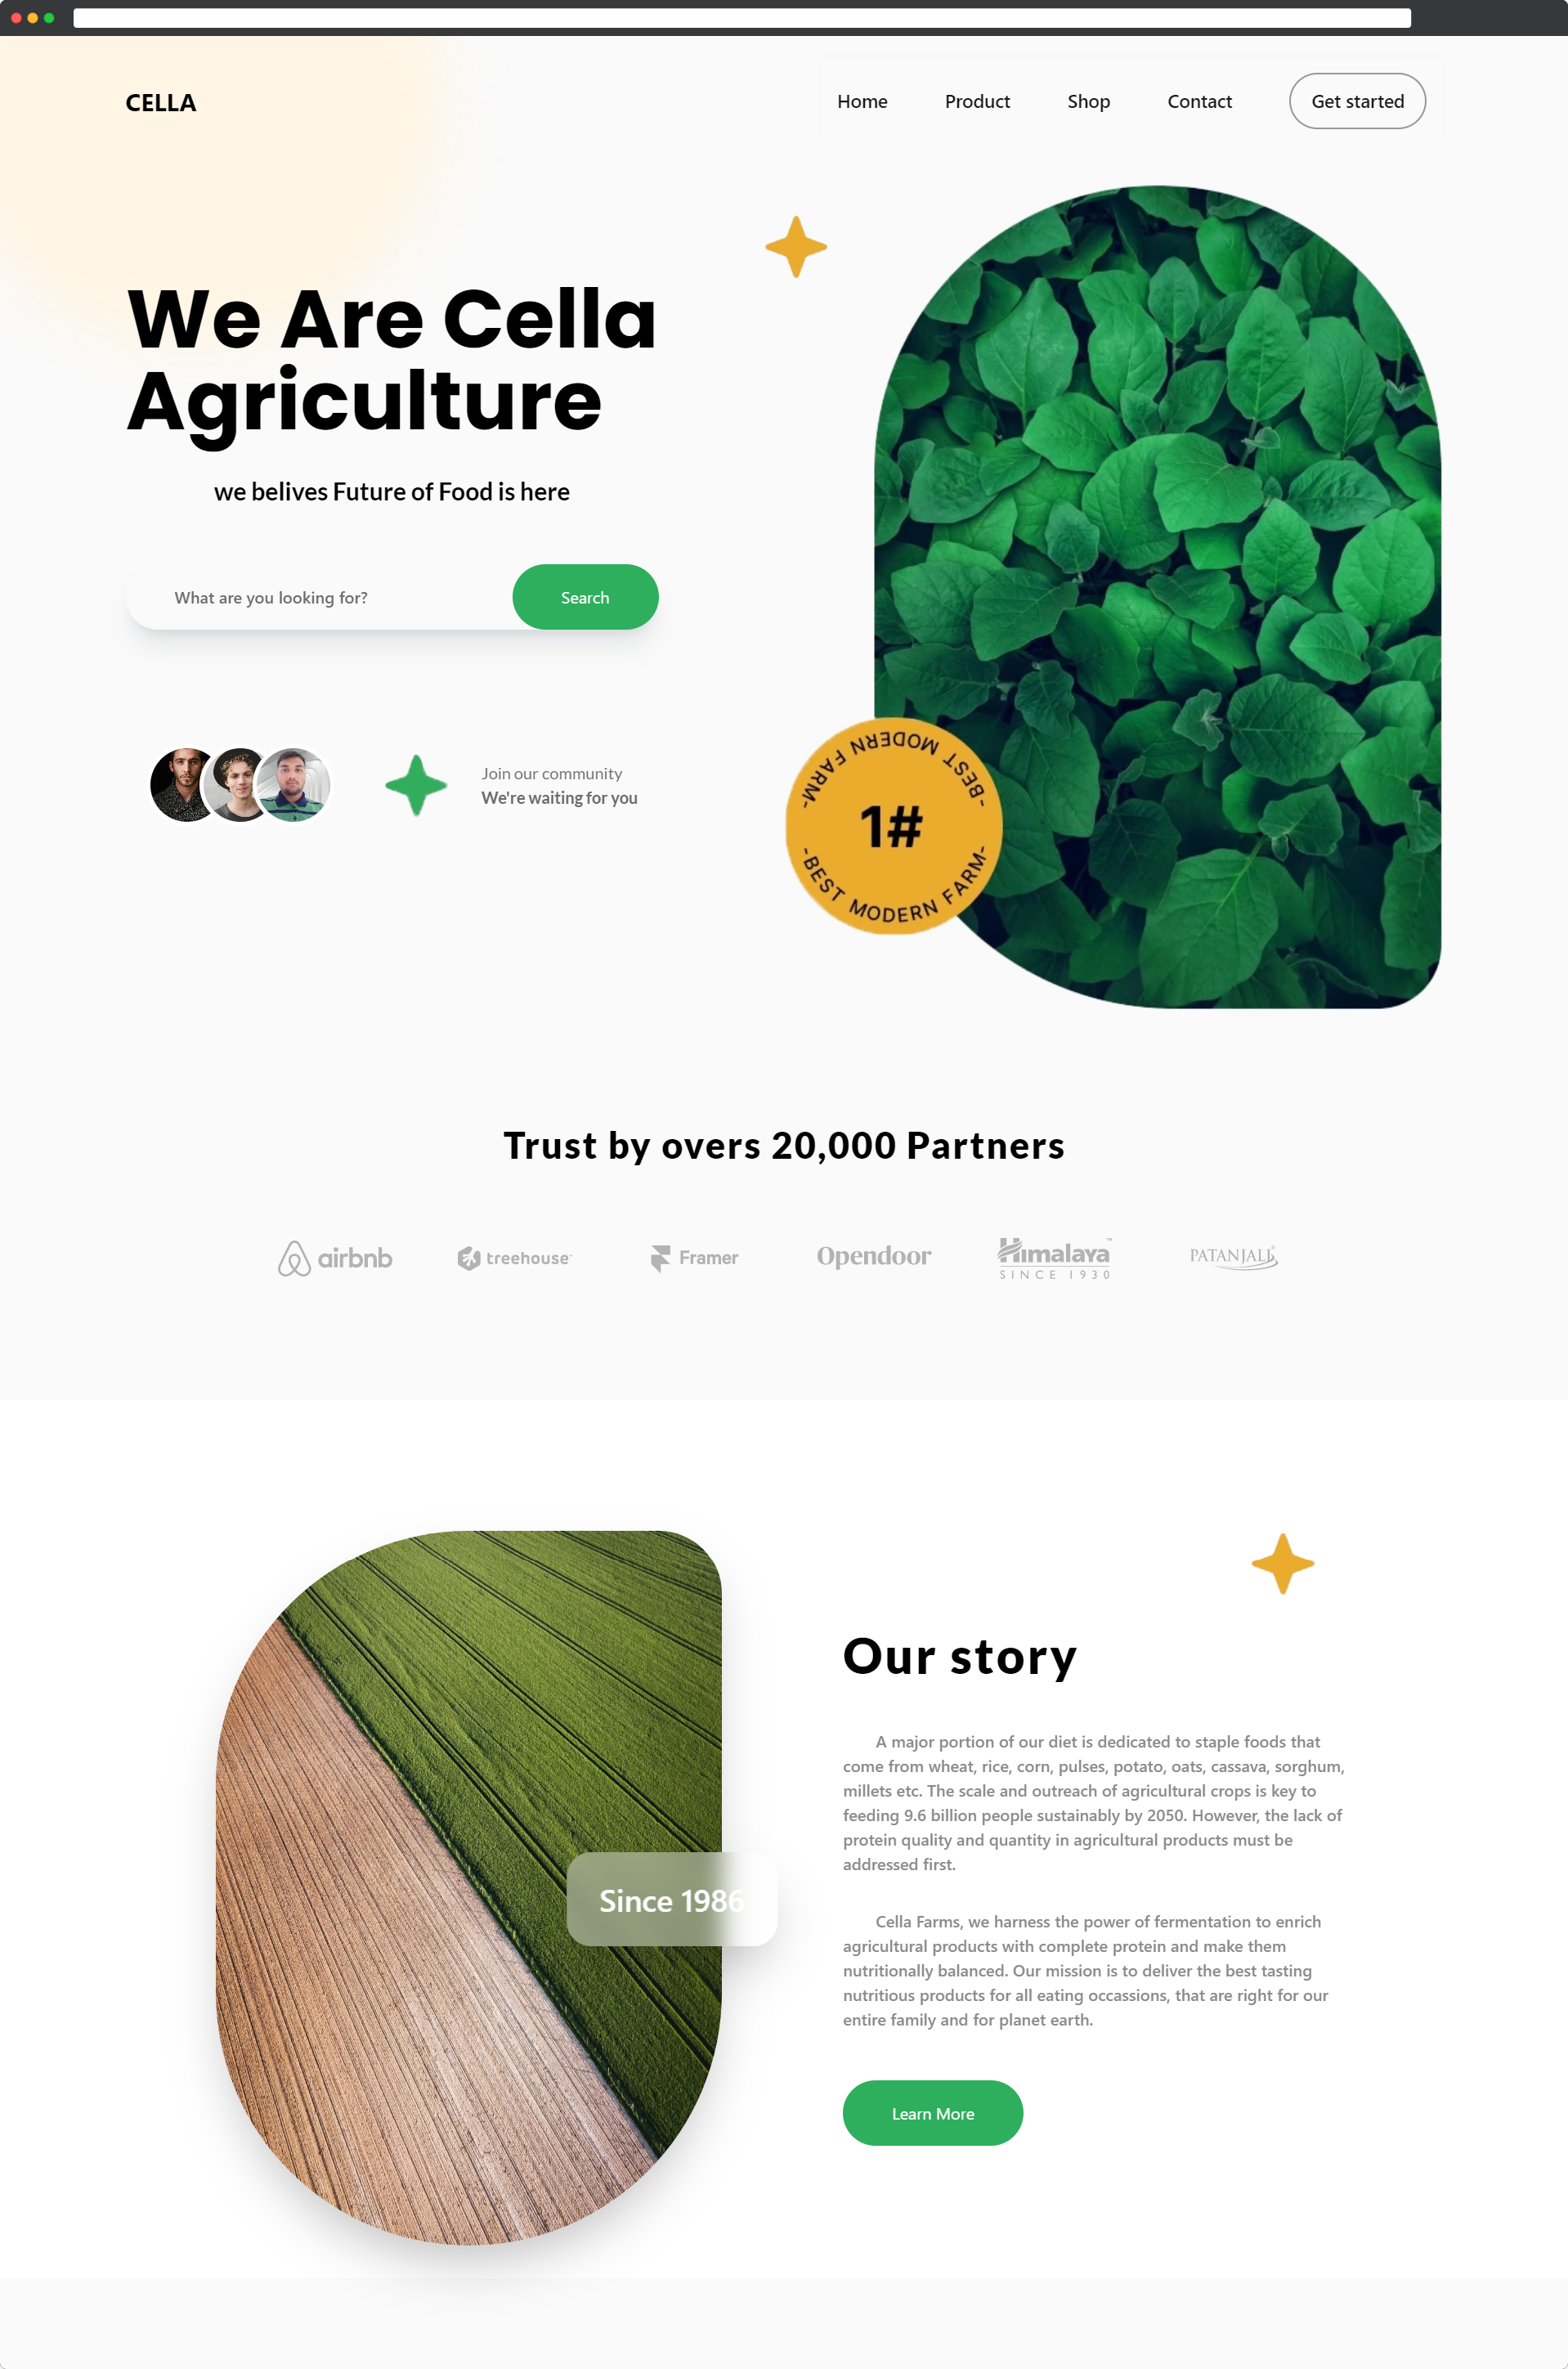 CELLA
Home
Product
Shop
Contact
Get started
We Are Cella
Agriculture
we belives Future of Food is here
What are you looking for?
Search
Join our community
We're waiting for you
-BEST MODERN FARM-
1#
-BEST MODERN FARM-
Trust by overs 20,000 Partners
airbnb
treehouse
Framer
Opendoor
Himalaya™
SINCE 1930
PATANJALI®
Our story
A major portion of our diet is dedicated to staple foods that
come from wheat, rice, corn, pulses, potato, oats, cassava, sorghum,
millets etc. The scale and outreach of agricultural crops is key to
feeding 9.6 billion people sustainably by 2050. However, the lack of
protein quality and quantity in agricultural products must be
addressed first.
Since 1986
Cella Farms, we harness the power of fermentation to enrich
agricultural products with complete protein and make them
nutritionally balanced. Our mission is to deliver the best tasting
nutritious products for all eating occassions, that are right for our
entire family and for planet earth.
Learn More